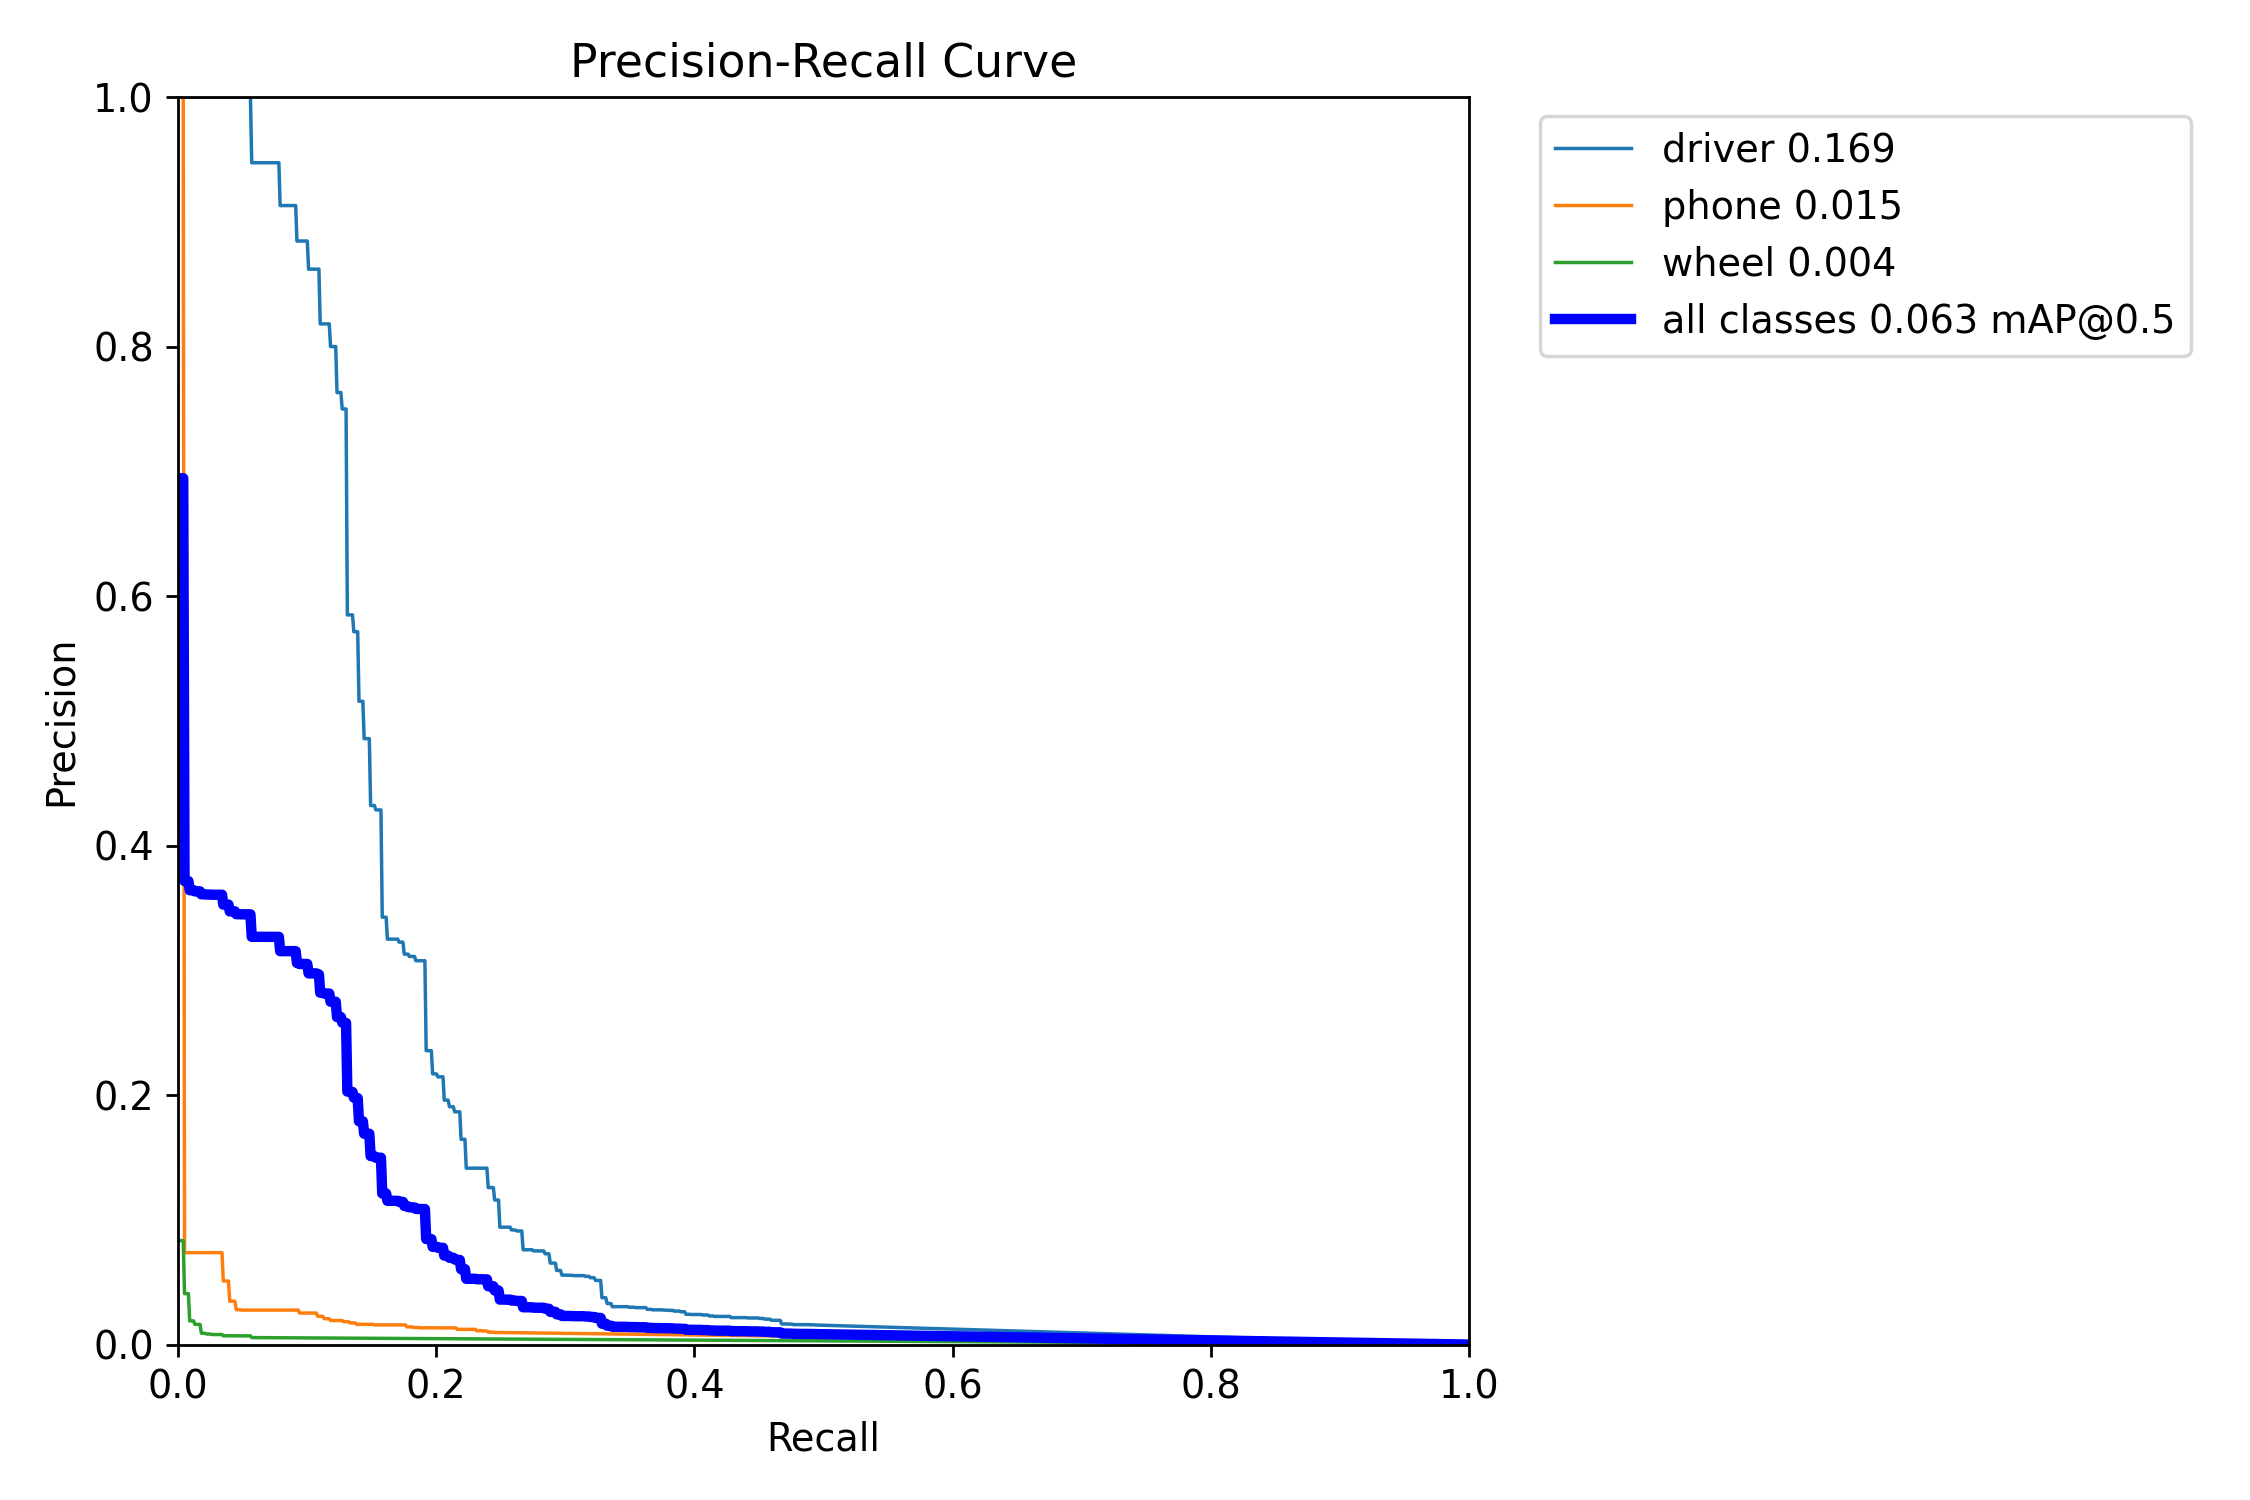 Precision-Recall Curve
1.0
0.8
0.6
0.4
0.2
0.0
Precision
0.0 0.2 0.4 0.6 0.8 1.0
Recall
driver 0.169
phone 0.015
wheel 0.004
all classes 0.063 mAP@0.5